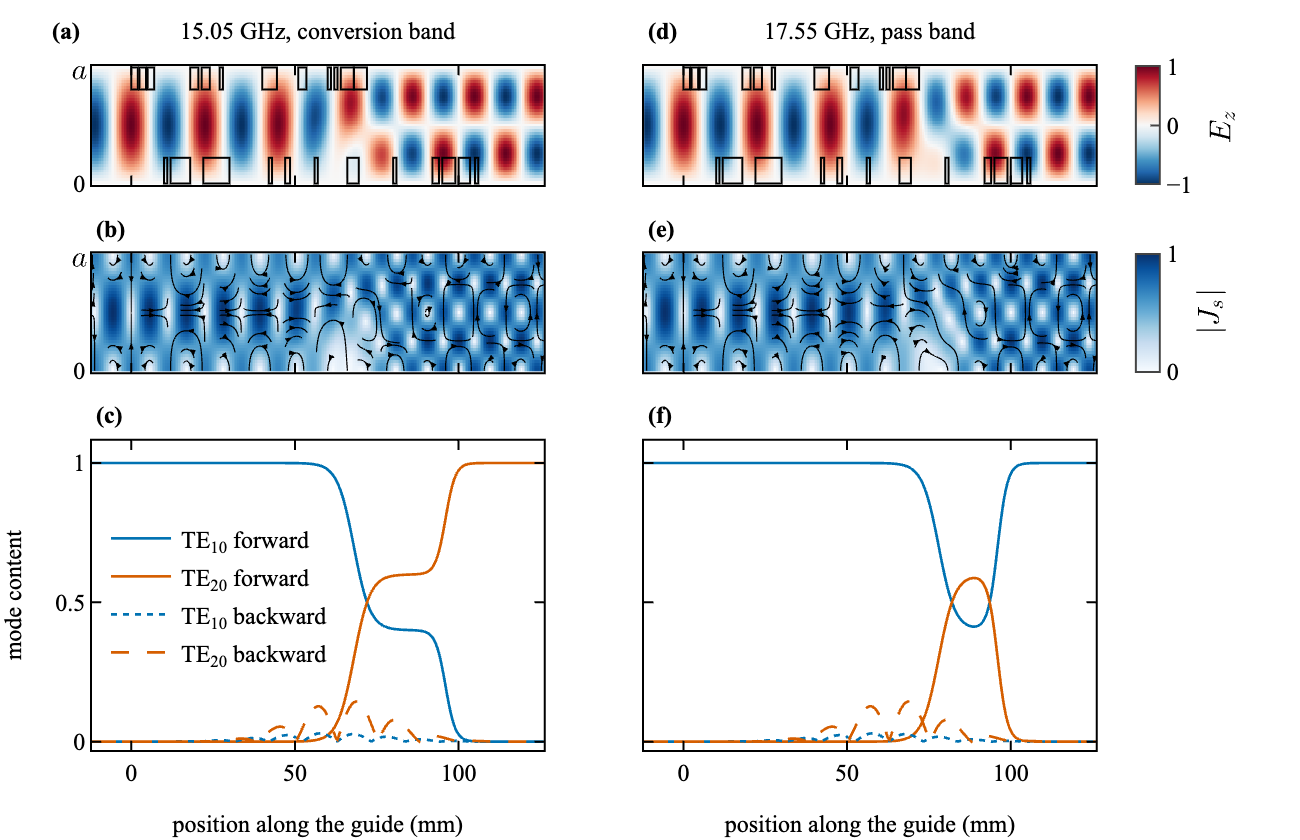 (a) 15.05 GHz, conversion band
(d) 17.55 GHz, pass band
a
0
1
0
−1
E_z
(b)
(e)
a
0
1
0
|J_s|
(c)
(f)
1
0.5
0
mode content
TE₁₀ forward
TE₂₀ forward
TE₁₀ backward
TE₂₀ backward
0 50 100
0 50 100
position along the guide (mm)
position along the guide (mm)